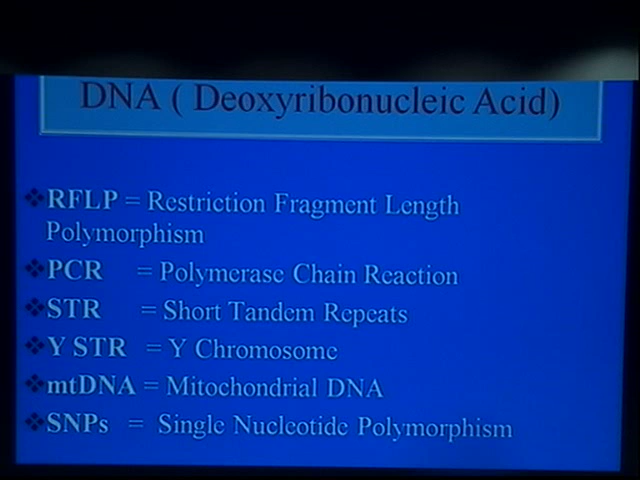 DNA ( Deoxyribonucleic Acid)
RFLP = Restriction Fragment Length
Polymorphism
PCR = Polymerase Chain Reaction
STR = Short Tandem Repeats
Y STR = Y Chromosome
mtDNA = Mitochondrial DNA
SNPs = Single Nucleotide Polymorphism